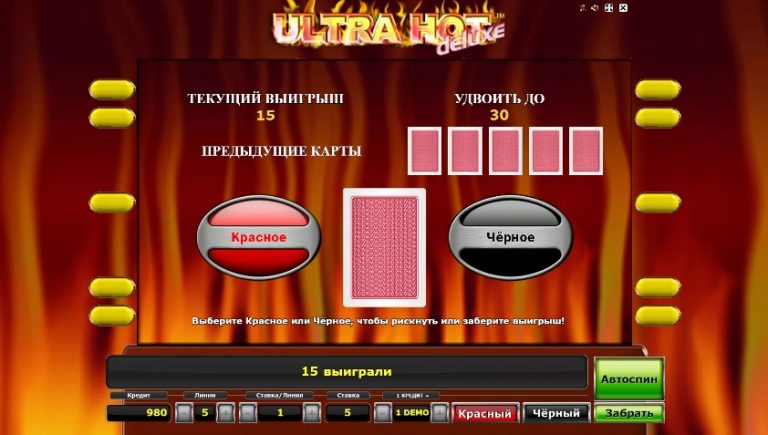 ULTRA HOT™
deluxe
ТЕКУЩИЙ ВЫИГРЫШ
15
УДВОИТЬ ДО
30
ПРЕДЫДУЩИЕ КАРТЫ
Красное
Чёрное
Выберите Красное или Чёрное, чтобы рискнуть или заберите выигрыш!
15 выиграли
Автоспин
Кредит Линии Ставка/Линия Ставка 1 КРЕДИТ =
980 − 5 + − 1 + 5 − 1 DEMO + Красный Чёрный Забрать